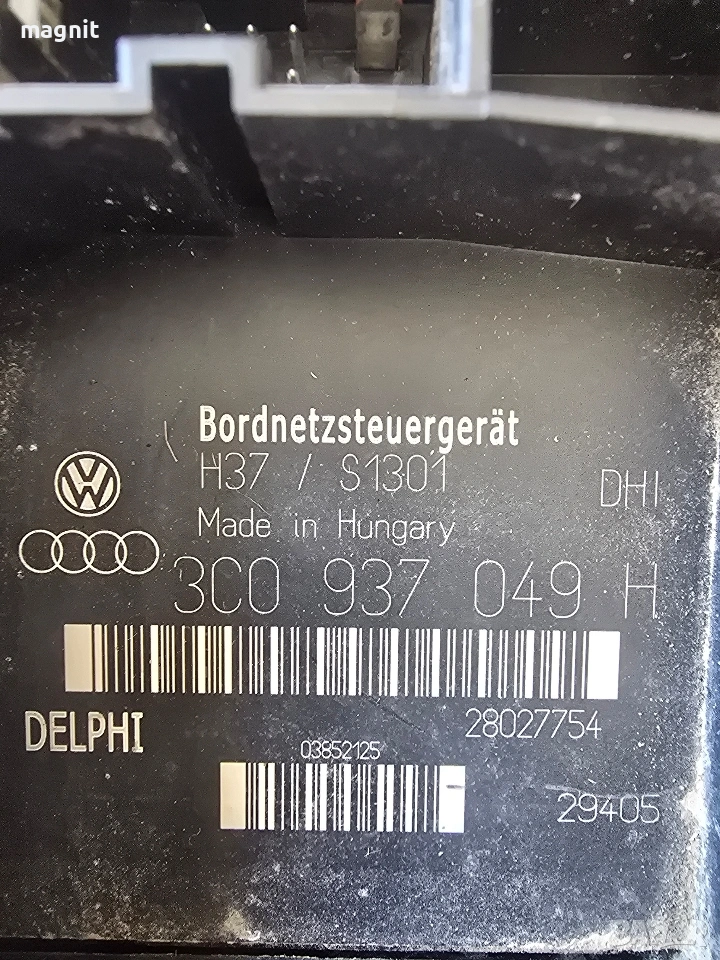 magnit
Bordnetzsteuergerät
H37 / S1301
DHI
Made in Hungary
3C0 937 049 H
DELPHI
28027754
03852125
29405